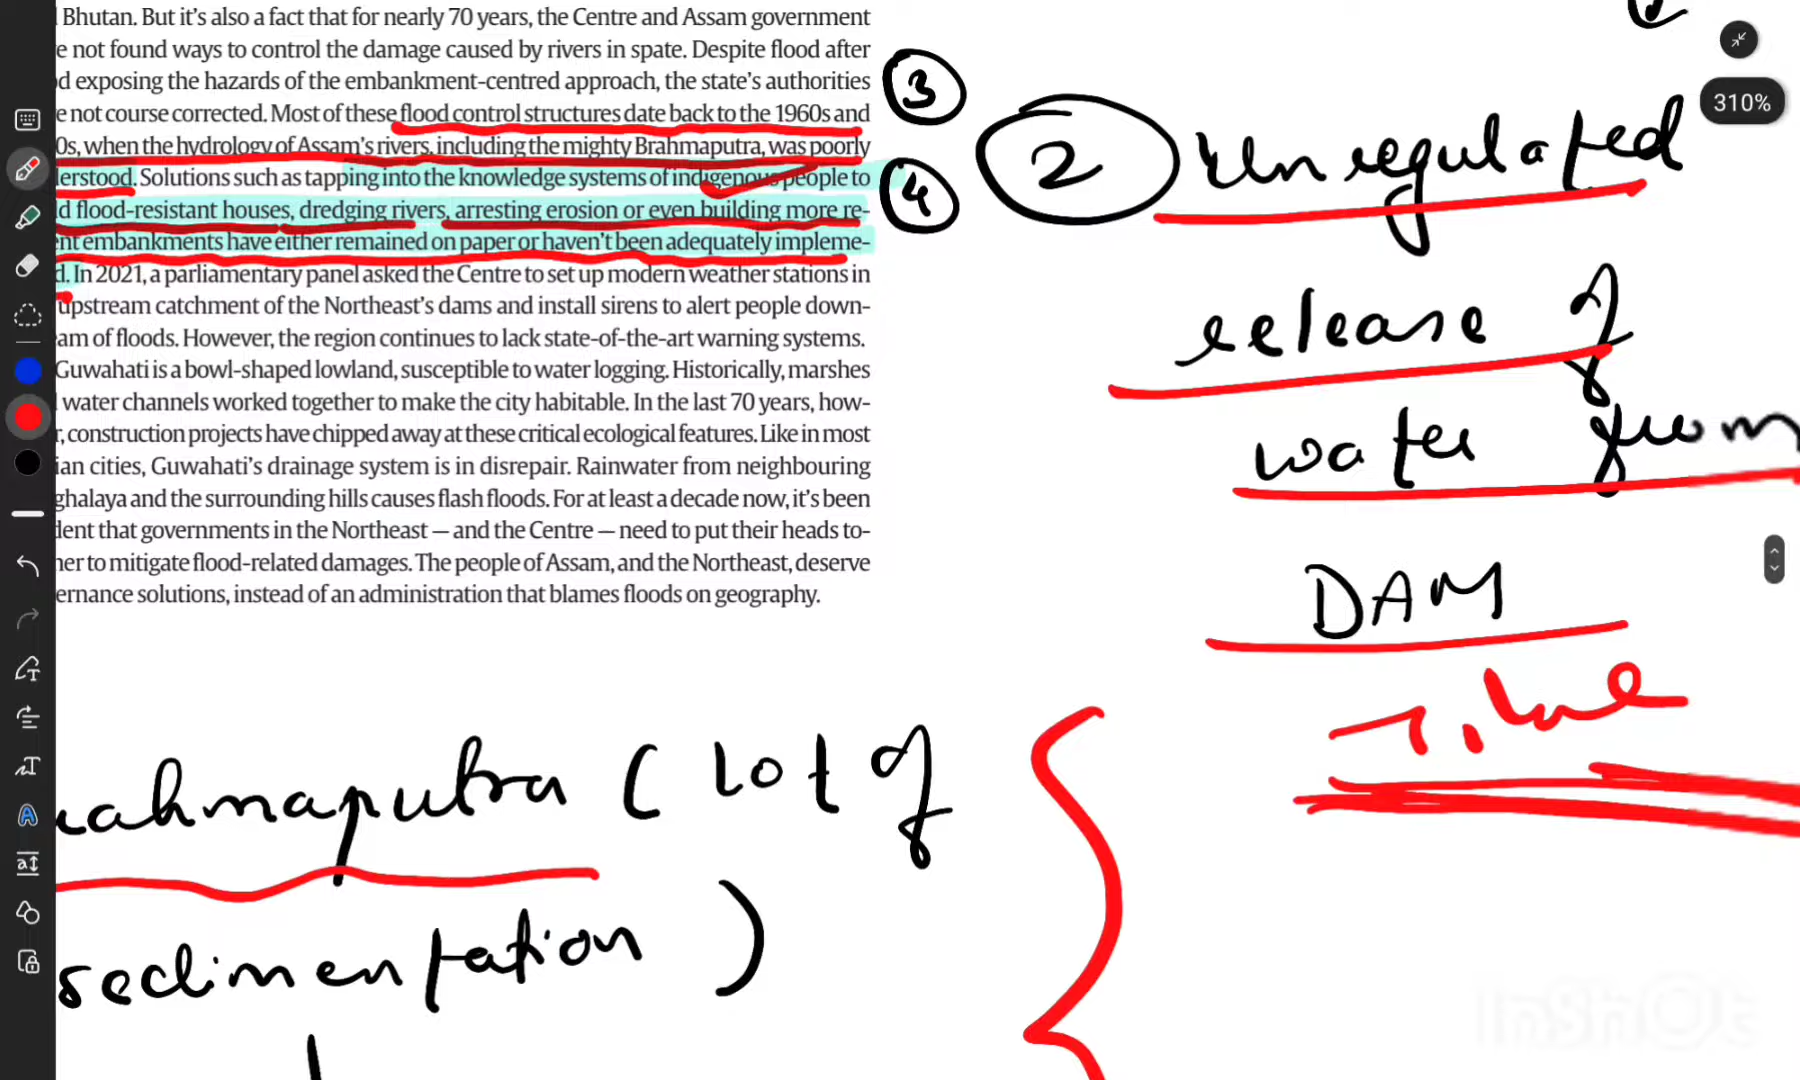 Bhutan. But it's also a fact that for nearly 70 years, the Centre and Assam government
e not found ways to control the damage caused by rivers in spate. Despite flood after
d exposing the hazards of the embankment-centred approach, the state's authorities
e not course corrected. Most of these flood control structures date back to the 1960s and
0s, when the hydrology of Assam's rivers, including the mighty Brahmaputra, was poorly
lerstood. Solutions such as tapping into the knowledge systems of indigenous people to
ld flood-resistant houses, dredging rivers, arresting erosion or even building more re-
ent embankments have either remained on paper or haven't been adequately impleme-
d. In 2021, a parliamentary panel asked the Centre to set up modern weather stations in
upstream catchment of the Northeast's dams and install sirens to alert people down-
am of floods. However, the region continues to lack state-of-the-art warning systems.
Guwahati is a bowl-shaped lowland, susceptible to water logging. Historically, marshes
l water channels worked together to make the city habitable. In the last 70 years, how-
r, construction projects have chipped away at these critical ecological features. Like in most
ian cities, Guwahati's drainage system is in disrepair. Rainwater from neighbouring
ghalaya and the surrounding hills causes flash floods. For at least a decade now, it's been
dent that governments in the Northeast — and the Centre — need to put their heads to-
her to mitigate flood-related damages. The people of Assam, and the Northeast, deserve
ernance solutions, instead of an administration that blames floods on geography.
3
4
2 Unregulated
release of
water from
DAM
rahmaputra (lot of
sedimentation)
310%
InShOt